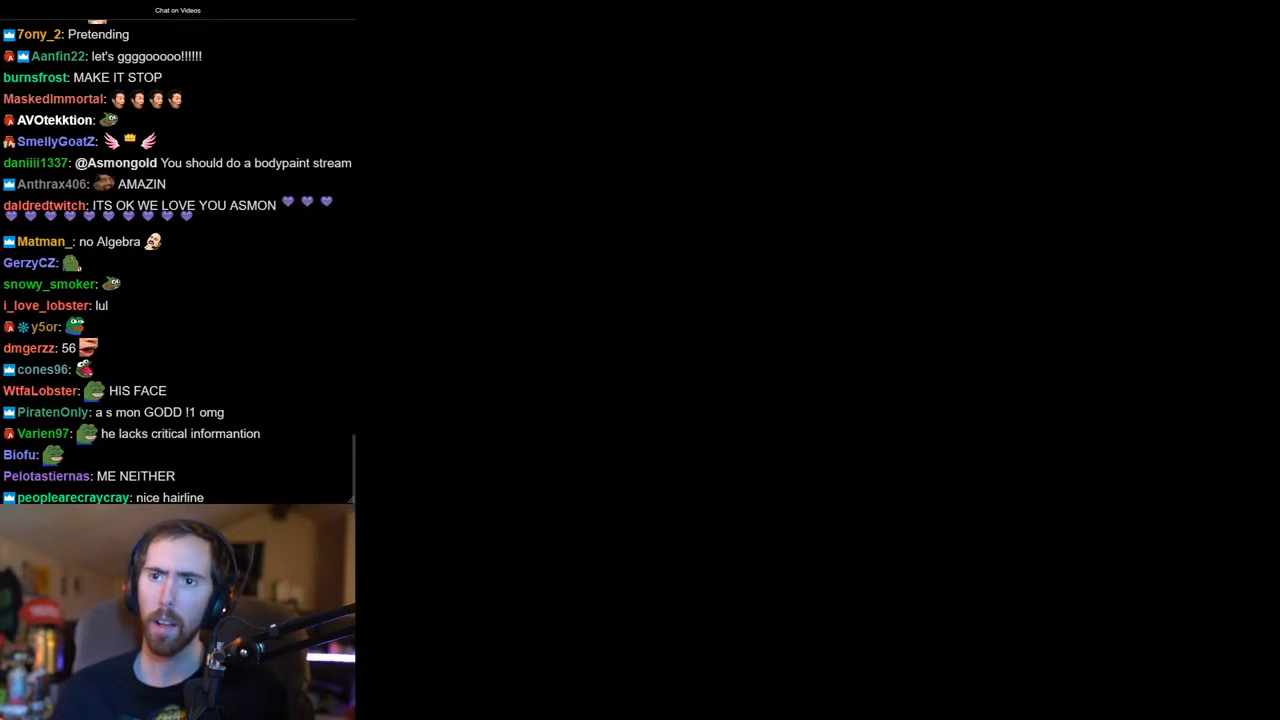 Chat on Videos
7ony_2: Pretending
Aanfin22: let's ggggooooo!!!!!!
burnsfrost: MAKE IT STOP
MaskedImmortal:
AVOtekktion:
SmellyGoatZ:
daniiii1337: @Asmongold You should do a bodypaint stream
Anthrax406: AMAZIN
daldredtwitch: ITS OK WE LOVE YOU ASMON
Matman_: no Algebra
GerzyCZ:
snowy_smoker:
i_love_lobster: lul
y5or:
dmgerzz: 56
cones96:
WtfaLobster: HIS FACE
PiratenOnly: a s mon GODD !1 omg
Varien97: he lacks critical informantion
Biofu:
Pelotastiernas: ME NEITHER
peoplearecraycray: nice hairline